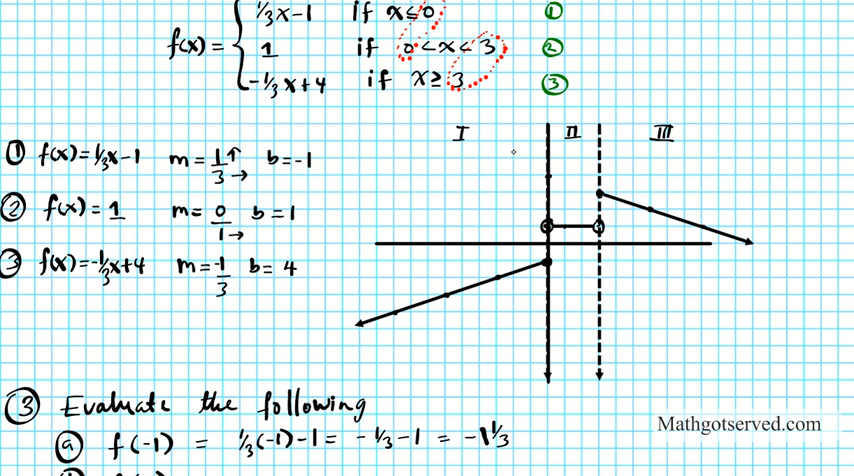 ⅓x-1 if x≤0 ①
f(x) = { 1 if 0<x<3 ②
-⅓x+4 if x≥3 ③
I II III
① f(x)=⅓x-1 m=1/3 ↑→ b=-1
② f(x)=1 m=0/1→ b=1
③ f(x)=-⅓x+4 m=-1/3 b=4
③ Evaluate the following
Mathgotserved.com
ⓐ f(-1) = ⅓(-1)-1= -⅓-1 = -1⅓